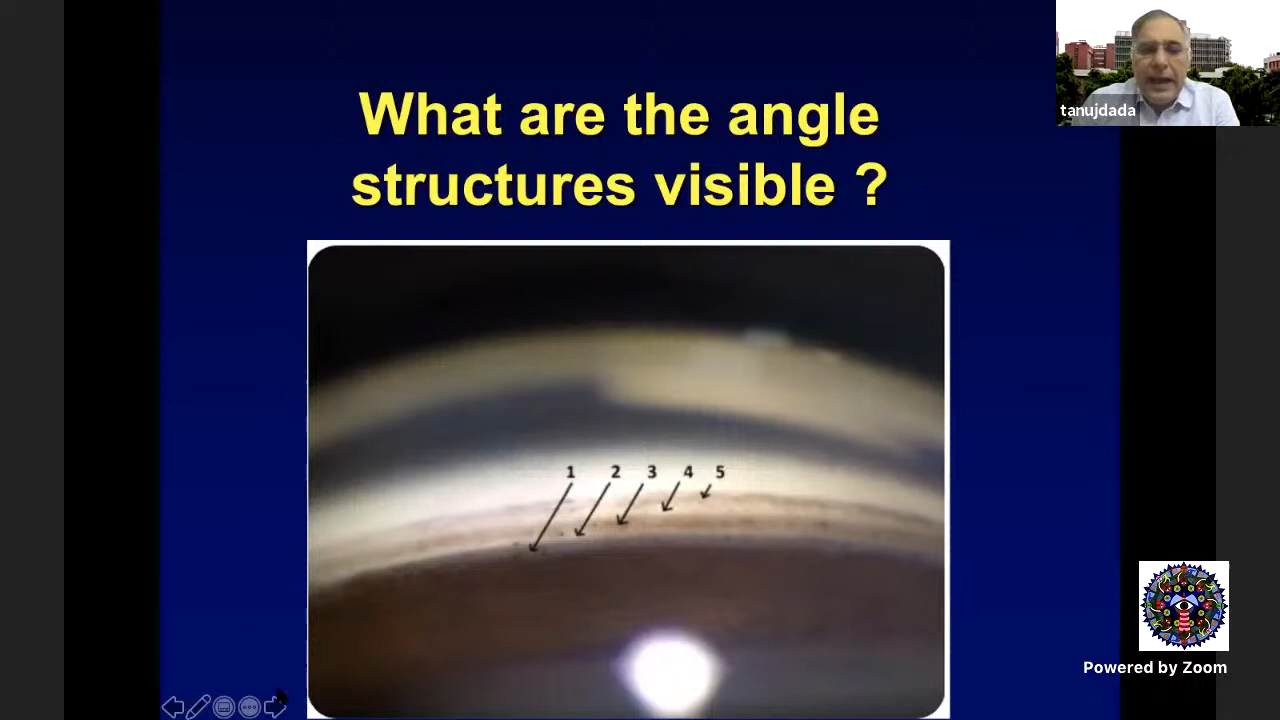 What are the angle
structures visible ?
tanujdada
1 2 3 4 5
Powered by Zoom